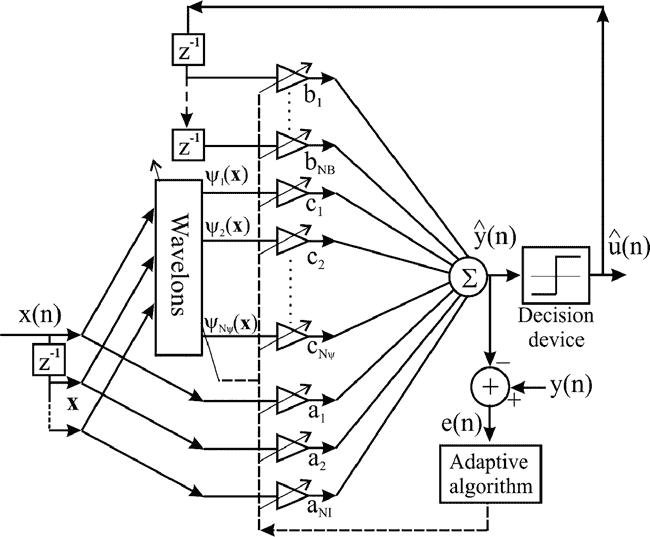 z⁻¹
b₁
z⁻¹
b_NB
ψ₁(x)
c₁
Wavelons
ψ₂(x)
c₂
ŷ(n)
û(n)
Σ
Decision
device
x(n)
ψ_Nψ(x)
c_Nψ
z⁻¹
x
a₁
−
+
+
y(n)
e(n)
a₂
Adaptive
algorithm
a_NI